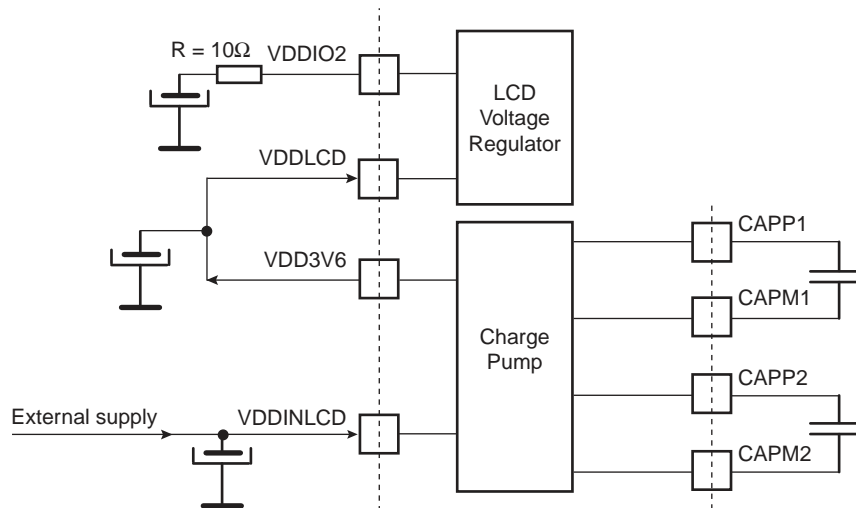 R = 10Ω
VDDIO2
LCD
Voltage
Regulator
VDDLCD
VDD3V6
CAPP1
CAPM1
Charge
Pump
CAPP2
External supply
VDDINLCD
CAPM2